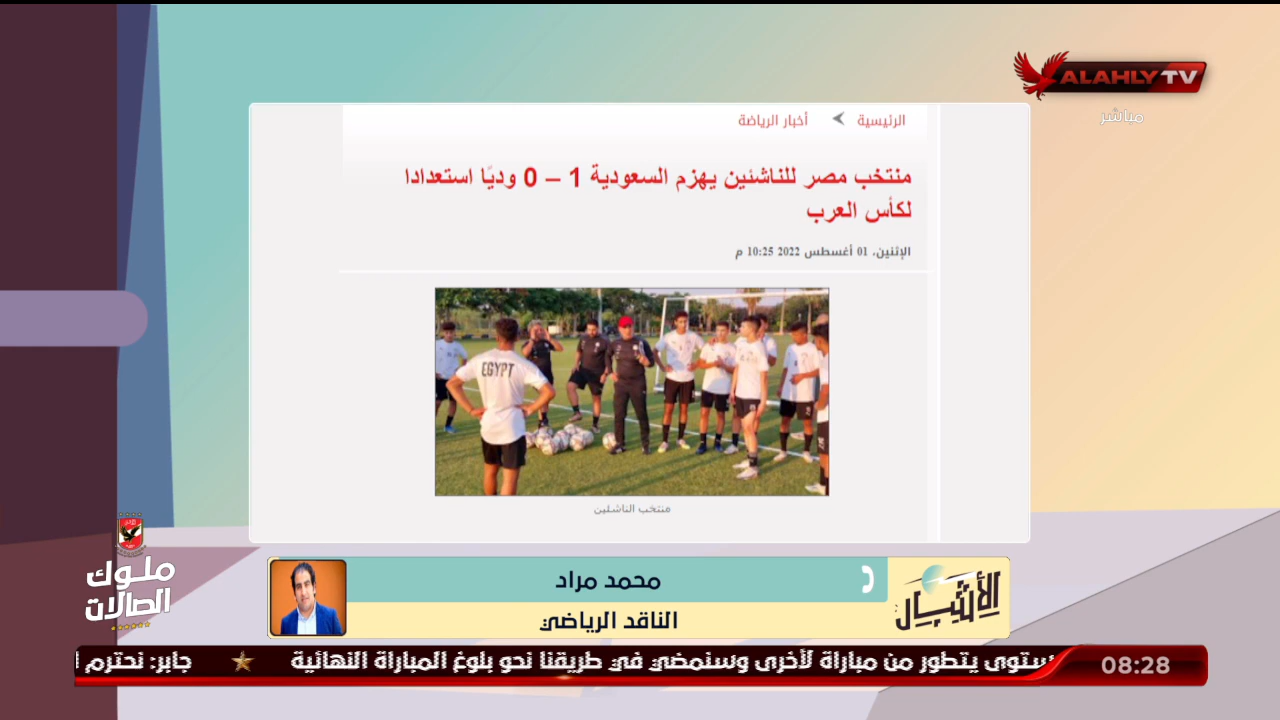 ALAHLY TV
مباشر
الرئيسية
أخبار الرياضة
منتخب مصر للناشئين يهزم السعودية 1 – 0 وديًا استعدادا
لكأس العرب
الإثنين، 01 أغسطس 2022 10:25 م
EGYPT
منتخب الناشئين
ملوك
الصالات
محمد مراد
الناقد الرياضي
08:28
يتطور من مباراة لأخرى وسنمضي في طريقنا نحو بلوغ المباراة النهائية
جابر: نحترم